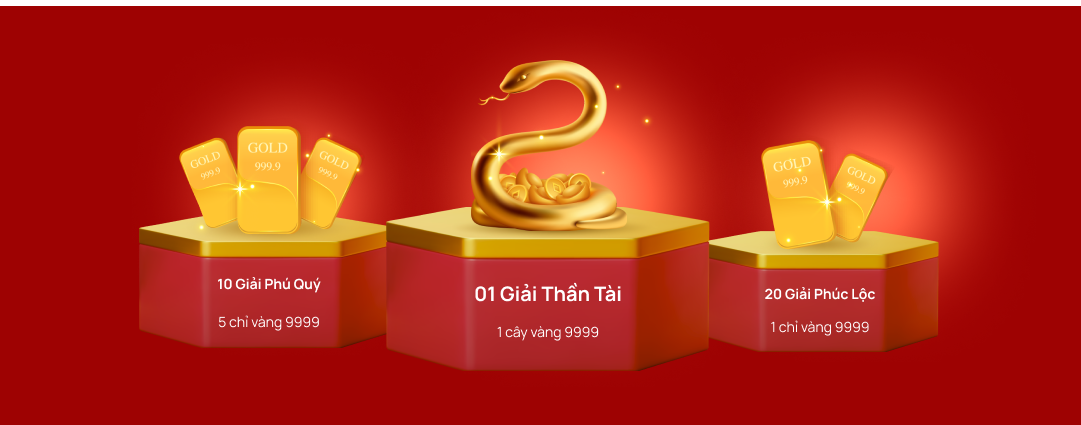 GOLD
999.9
GOLD
999.9
GOLD
999.9
10 Giải Phú Quý
5 chỉ vàng 9999
01 Giải Thần Tài
1 cây vàng 9999
GOLD
999.9
GOLD
999.9
20 Giải Phúc Lộc
1 chỉ vàng 9999